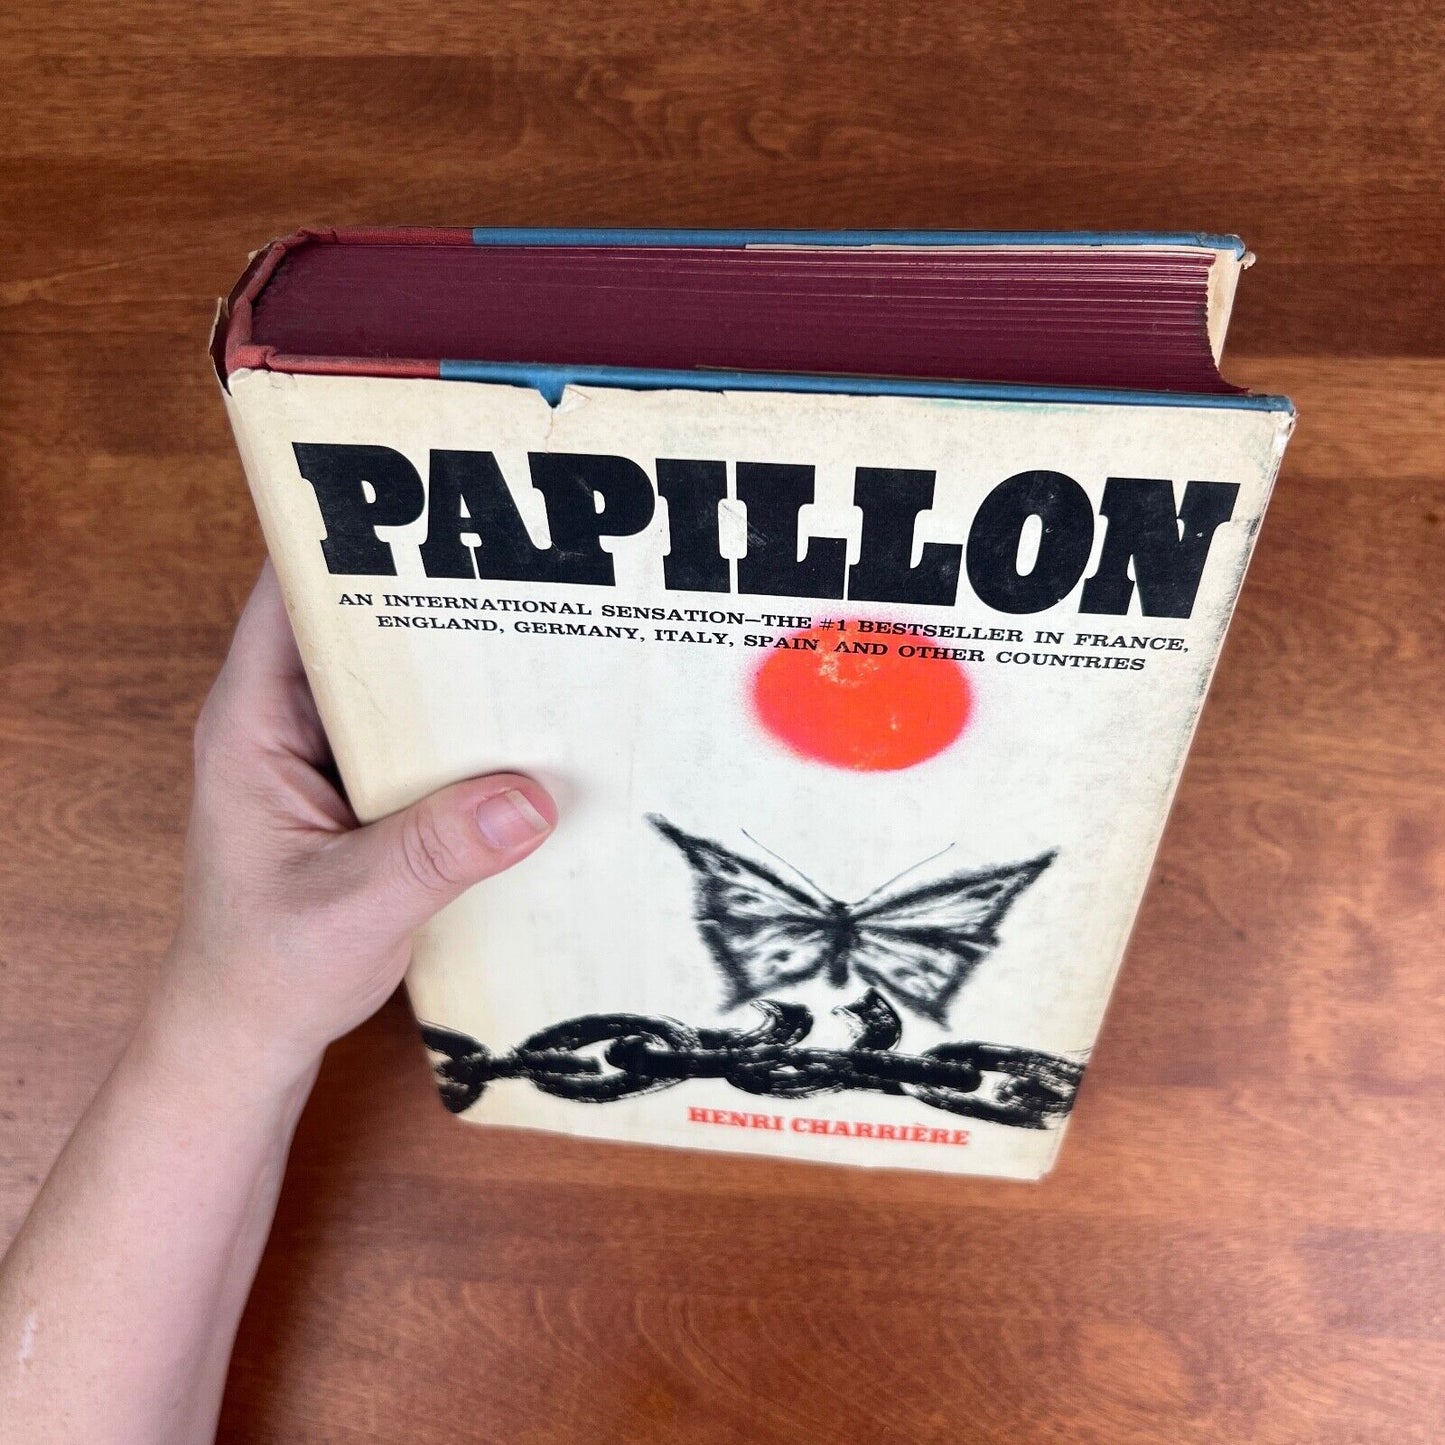 PAPILLON
AN INTERNATIONAL SENSATION—THE #1 BESTSELLER IN FRANCE,
ENGLAND, GERMANY, ITALY, SPAIN AND OTHER COUNTRIES
HENRI CHARRIÈRE